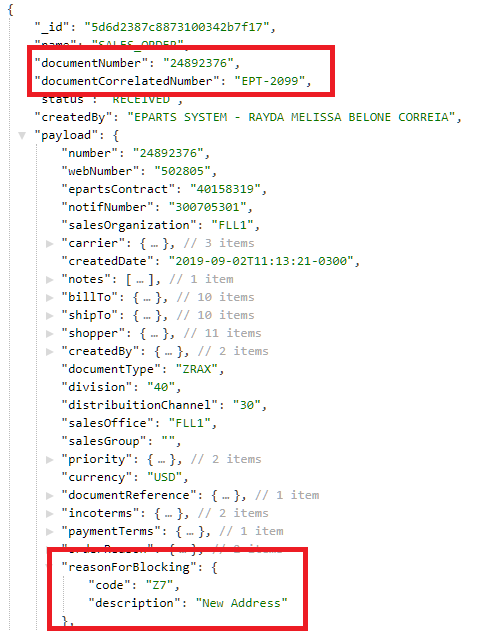 {
"_id": "5d6d2387c8873100342b7f17",
"name": "SALES_ORDER",
"documentNumber": "24892376",
"documentCorrelatedNumber": "EPT-2099",
"status": "RECEIVED",
"createdBy": "EPARTS SYSTEM - RAYDA MELISSA BELONE CORREIA",
"payload": {
"number": "24892376",
"webNumber": "502805",
"epartsContract": "40158319",
"notifNumber": "300705301",
"salesOrganization": "FLL1",
"carrier": { … }, // 3 items
"createdDate": "2019-09-02T11:13:21-0300",
"notes": [ … ], // 1 item
"billTo": { … }, // 10 items
"shipTo": { … }, // 10 items
"shopper": { … }, // 11 items
"createdBy": { … }, // 2 items
"documentType": "ZRAX",
"division": "40",
"distribuitionChannel": "30",
"salesOffice": "FLL1",
"salesGroup": "",
"priority": { … }, // 2 items
"currency": "USD",
"documentReference": { … }, // 1 item
"incoterms": { … }, // 2 items
"paymentTerms": { … }, // 1 item
"orderReason": { … }, // 2 items
"reasonForBlocking": {
"code": "Z7",
"description": "New Address"
},